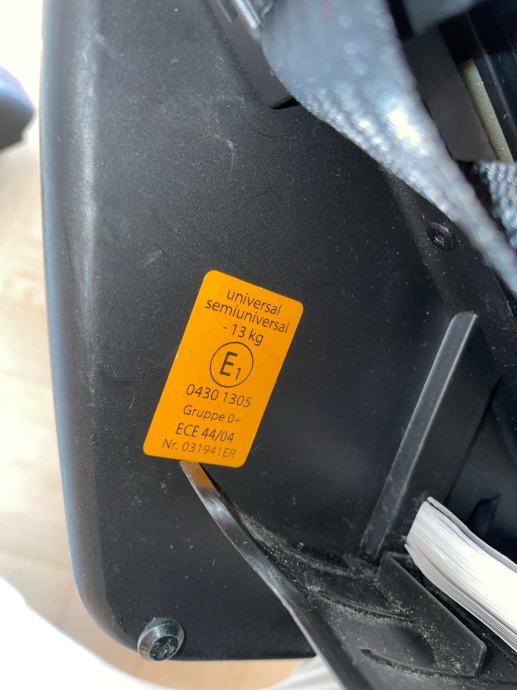 universal
semiuniversal
- 13 kg
E1
0430 1305
Gruppe 0+
ECE 44/04
Nr. 031941ER